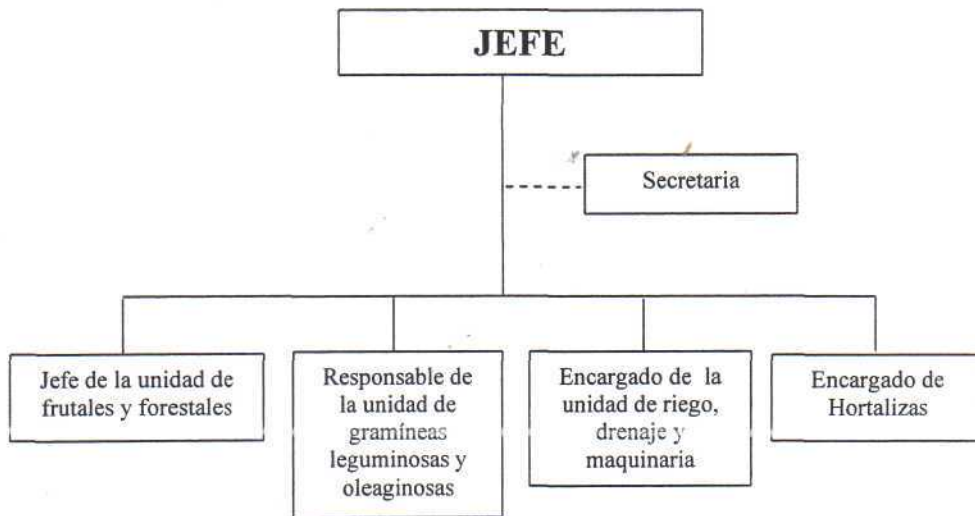 JEFE
Secretaria
Jefe de la unidad de
frutales y forestales
Responsable de
la unidad de
gramíneas
leguminosas y
oleaginosas
Encargado de la
unidad de riego,
drenaje y
maquinaria
Encargado de
Hortalizas